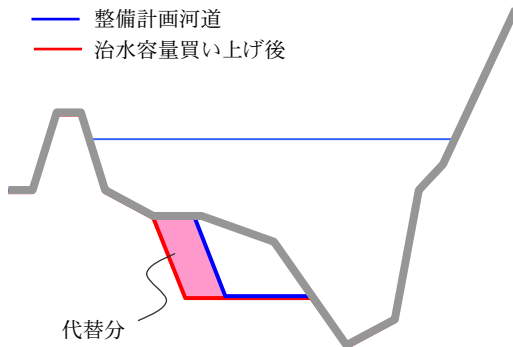 整備計画河道
治水容量買い上げ後
代替分